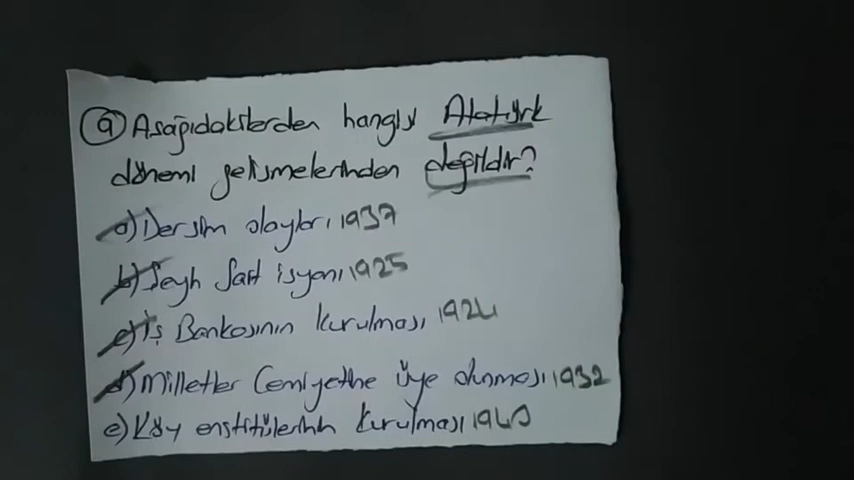 9) Aşağıdakilerden hangisi Atatürk
dönemi gelişmelerinden değildir?
a) Dersim olayları 1937
b) Şeyh Sait isyanı 1925
c) İş Bankasının kurulması 1924
d) Milletler Cemiyetine üye olunması 1932
e) Köy enstitülerinin kurulması 1940